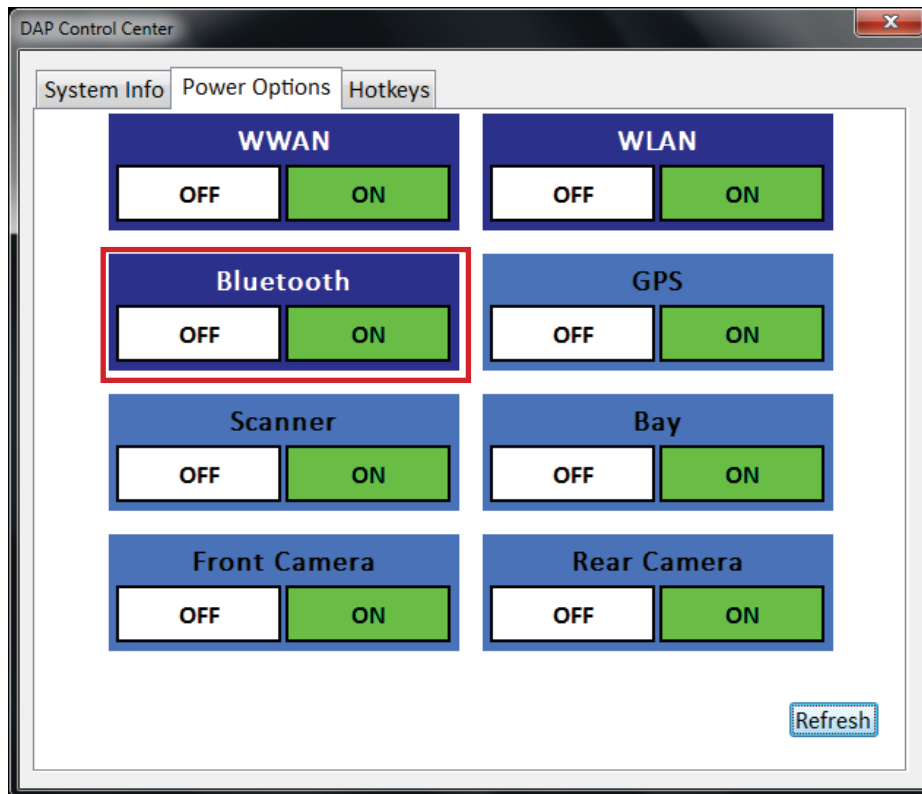 DAP Control Center
System Info Power Options Hotkeys
WWAN WLAN
OFF ON OFF ON
Bluetooth GPS
OFF ON OFF ON
Scanner Bay
OFF ON OFF ON
Front Camera Rear Camera
OFF ON OFF ON
Refresh